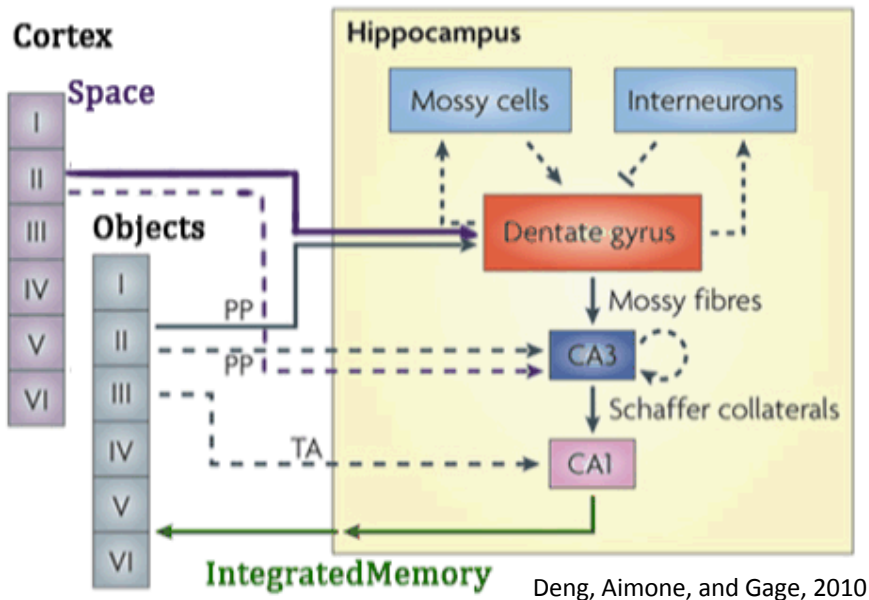 Cortex
Hippocampus
Space
Mossy cells
Interneurons
I
II
III
IV
V
VI
Objects
I
II
III
IV
V
VI
Dentate gyrus
PP
Mossy fibres
PP
CA3
Schaffer collaterals
TA
CA1
IntegratedMemory
Deng, Aimone, and Gage, 2010